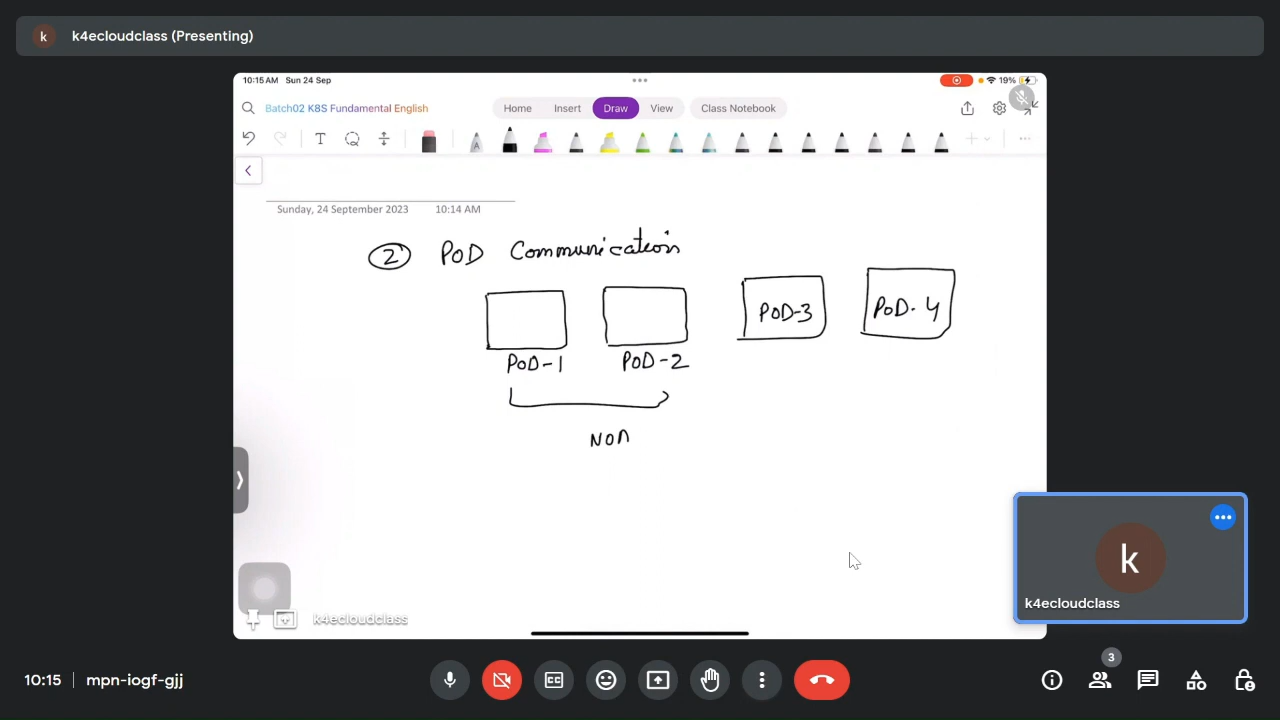 k
k4ecloudclass (Presenting)
10:15 AM Sun 24 Sep
19%
Batch02 K8S Fundamental English
Home Insert Draw View Class Notebook
T
A
Sunday, 24 September 2023 10:14 AM
2 POD Communication
POD-3 POD-4
POD-1 POD-2
NOD
k
k4ecloudclass
k4ecloudclass
3
10:15 mpn-iogf-gjj
CC